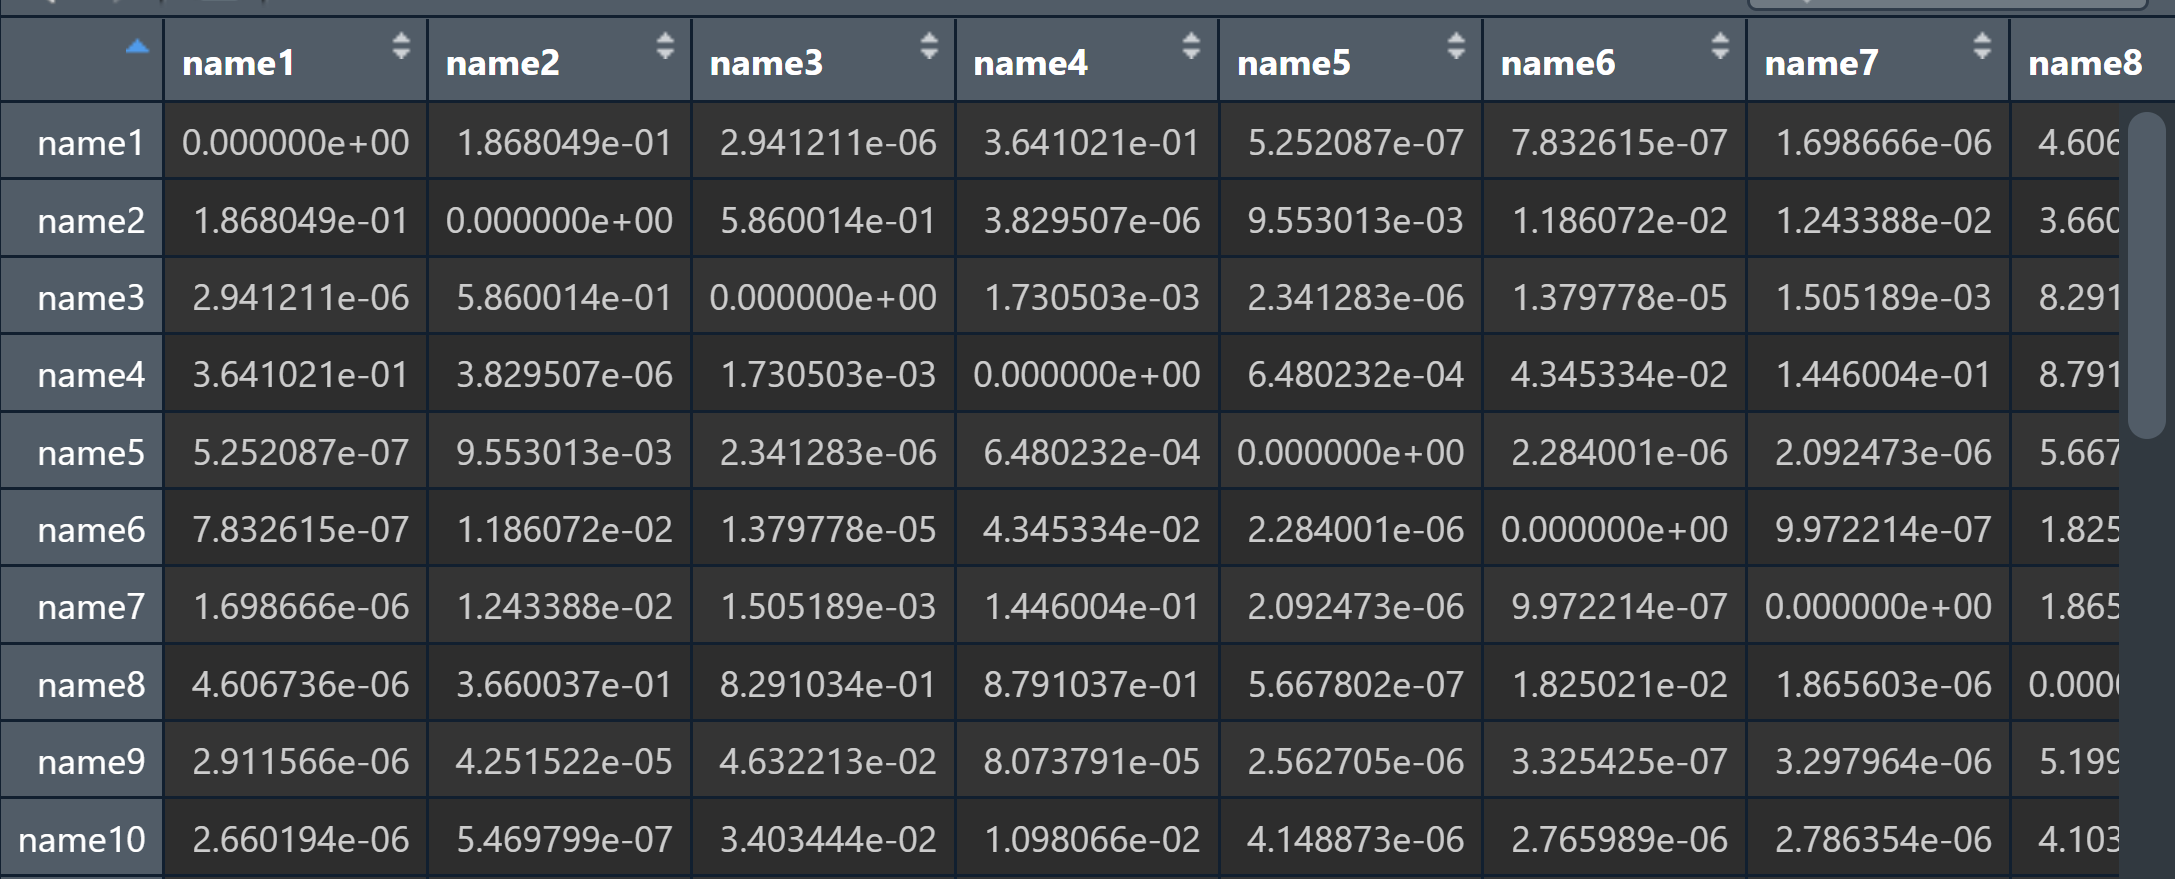 name1 name2 name3 name4 name5 name6 name7 name8
name1 0.000000e+00 1.868049e-01 2.941211e-06 3.641021e-01 5.252087e-07 7.832615e-07 1.698666e-06 4.606
name2 1.868049e-01 0.000000e+00 5.860014e-01 3.829507e-06 9.553013e-03 1.186072e-02 1.243388e-02 3.660
name3 2.941211e-06 5.860014e-01 0.000000e+00 1.730503e-03 2.341283e-06 1.379778e-05 1.505189e-03 8.291
name4 3.641021e-01 3.829507e-06 1.730503e-03 0.000000e+00 6.480232e-04 4.345334e-02 1.446004e-01 8.791
name5 5.252087e-07 9.553013e-03 2.341283e-06 6.480232e-04 0.000000e+00 2.284001e-06 2.092473e-06 5.667
name6 7.832615e-07 1.186072e-02 1.379778e-05 4.345334e-02 2.284001e-06 0.000000e+00 9.972214e-07 1.825
name7 1.698666e-06 1.243388e-02 1.505189e-03 1.446004e-01 2.092473e-06 9.972214e-07 0.000000e+00 1.865
name8 4.606736e-06 3.660037e-01 8.291034e-01 8.791037e-01 5.667802e-07 1.825021e-02 1.865603e-06 0.000
name9 2.911566e-06 4.251522e-05 4.632213e-02 8.073791e-05 2.562705e-06 3.325425e-07 3.297964e-06 5.199
name10 2.660194e-06 5.469799e-07 3.403444e-02 1.098066e-02 4.148873e-06 2.765989e-06 2.786354e-06 4.103